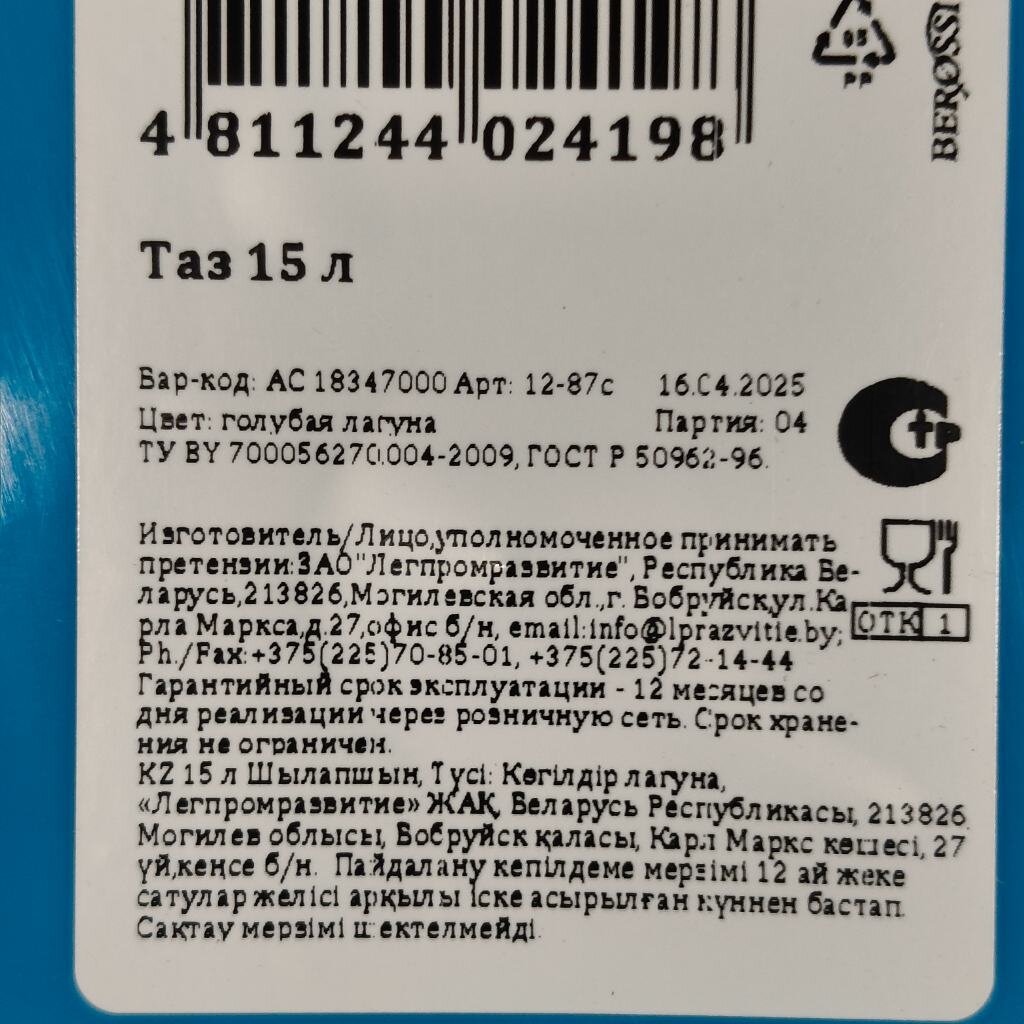 05
PP
BEROSSI
4 811244 024198
Таз 15 л
Бар-код: АС 18347000 Арт: 12-87с 16.04.2025
Цвет: голубая лагуна Партия: 04
ТУ BY 700056270.004-2009, ГОСТ Р 50962-96.
Изготовитель/Лицо,уполномоченное принимать
претензии:ЗАО "Легпромразвитие", Республика Бе-
ларусь,213826,Могилевская обл.,г. Бобруйск,ул.Ка
рла Маркса,д.27,офис б/н, email:info@lprazvitie.by;
ОТК 1
Ph./Fax:+375(225)70-85-01, +375(225)72-14-44
Гарантийный срок эксплуатации - 12 месяцев со
дня реализации через розничную сеть. Срок хране-
ния не ограничен.
KZ 15 л Шылапшын, Түсі: Көгілдір лагуна,
«Легпромразвитие» ЖАҚ, Беларусь Республикасы, 213826
Могилев облысы, Бобруйск қаласы, Карл Маркс көшесі, 27
үй,кеңсе б/н. Пайдалану кепілдеме мерзімі 12 ай жеке
сатулар желісі арқылы іске асырылған күннен бастап.
Сақтау мерзімі шектелмейді.